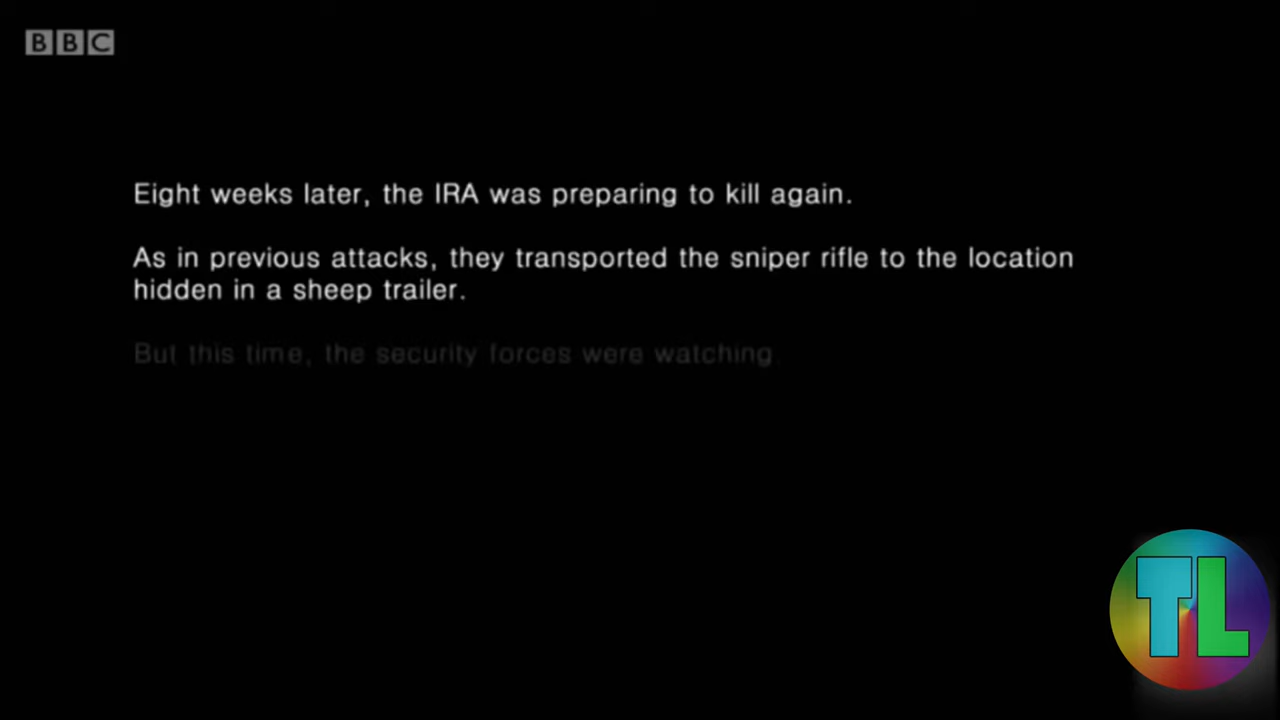 BBC
Eight weeks later, the IRA was preparing to kill again.
As in previous attacks, they transported the sniper rifle to the location
hidden in a sheep trailer.
But this time, the security forces were watching.
TL